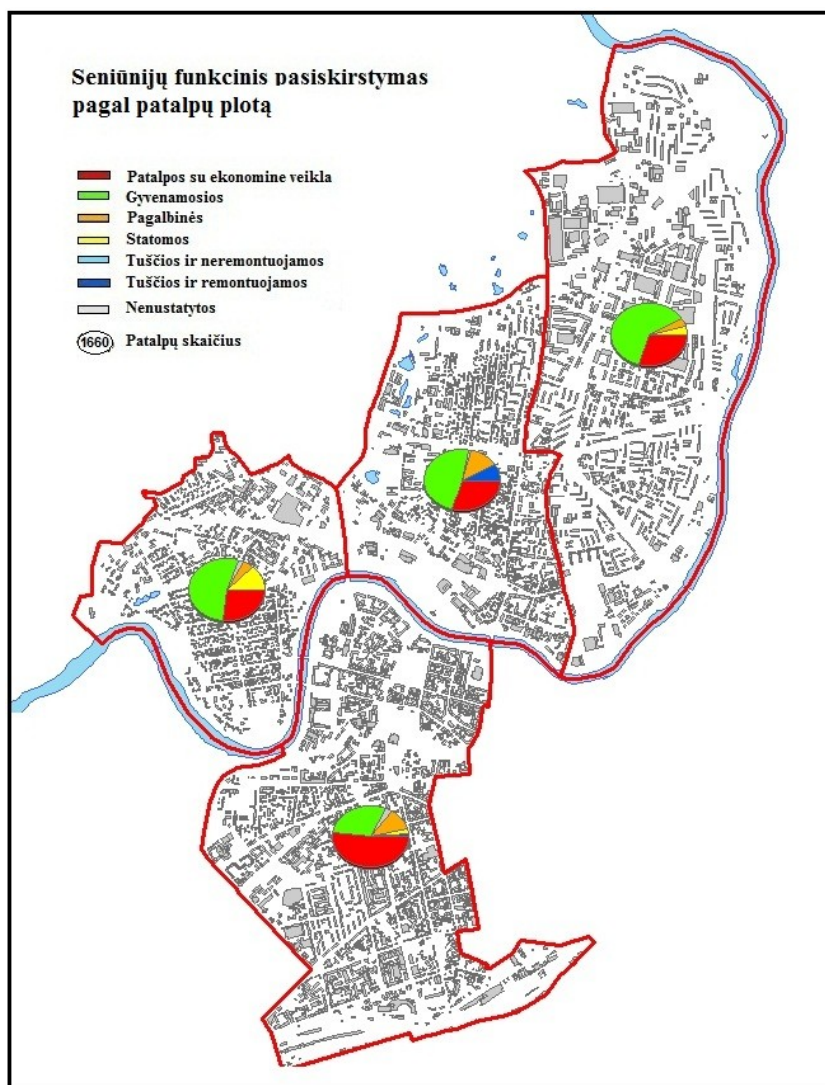 Seniūnijų funkcinis pasiskirstymas
pagal patalpų plotą
Patalpos su ekonomine veikla
Gyvenamosios
Pagalbinės
Statomos
Tuščios ir neremontuojamos
Tuščios ir remontuojamos
Nenustatytos
1660 Patalpų skaičius